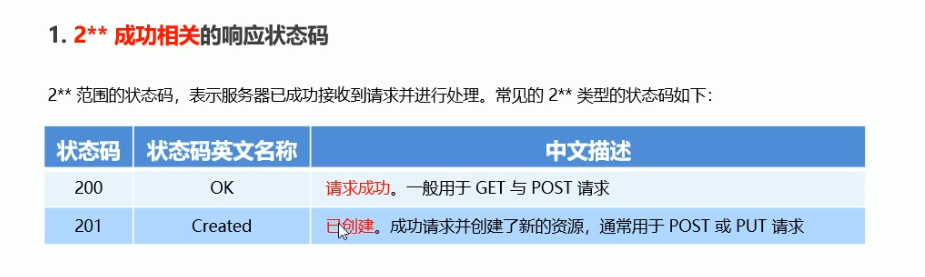 1. 2** 成功相关的响应状态码
2** 范围的状态码，表示服务器已成功接收到请求并进行处理。常见的 2** 类型的状态码如下：
状态码 状态码英文名称 中文描述
200 OK 请求成功。一般用于 GET 与 POST 请求
201 Created 已创建。成功请求并创建了新的资源，通常用于 POST 或 PUT 请求